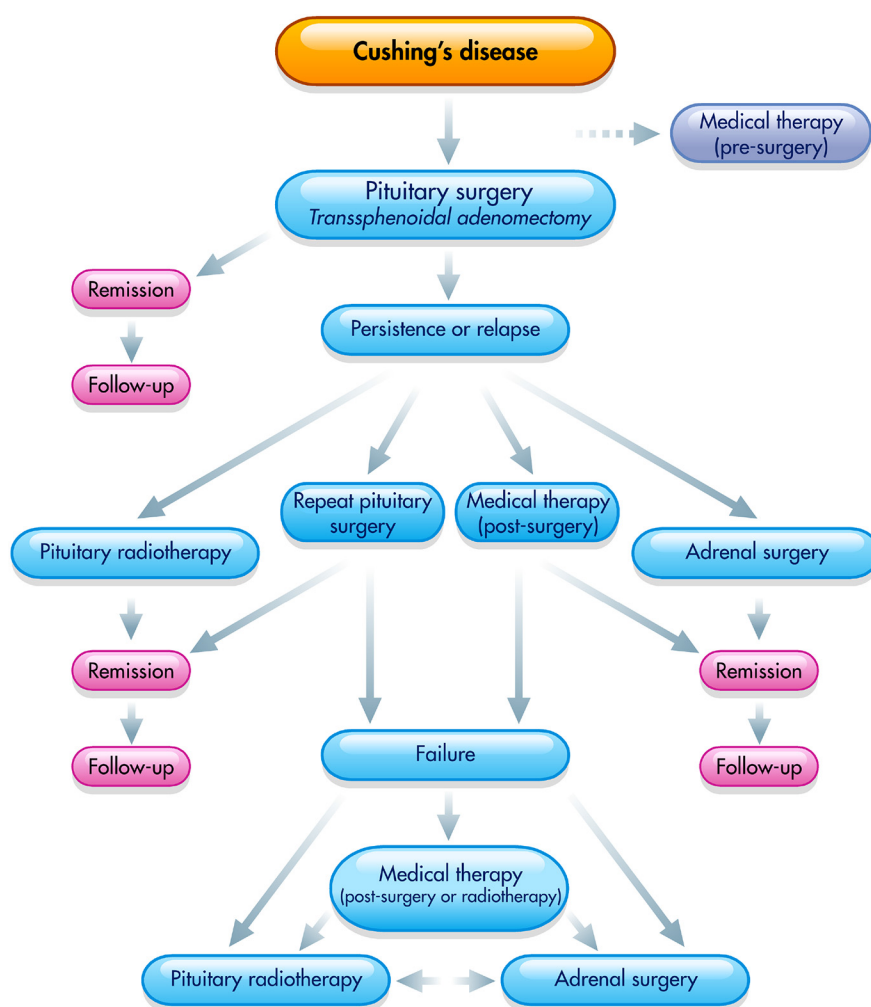 Cushing's disease
Medical therapy
(pre-surgery)
Pituitary surgery
Transsphenoidal adenomectomy
Remission
Persistence or relapse
Follow-up
Repeat pituitary
surgery
Medical therapy
(post-surgery)
Pituitary radiotherapy
Adrenal surgery
Remission
Remission
Failure
Follow-up
Follow-up
Medical therapy
(post-surgery or radiotherapy)
Pituitary radiotherapy
Adrenal surgery